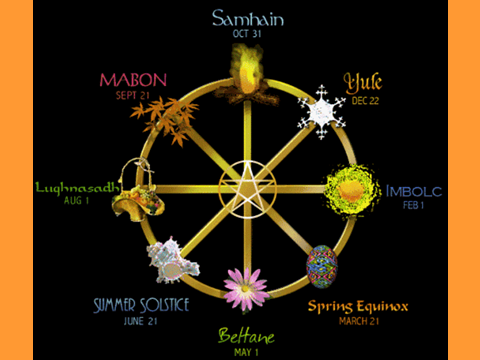 Samhain
OCT 31
MABON
SEPT 21
Yule
DEC 22
Lughnasadh
AUG 1
IMBOLC
FEB 1
SUMMER SOLSTICE
JUNE 21
Spring Equinox
MARCH 21
Beltane
MAY 1